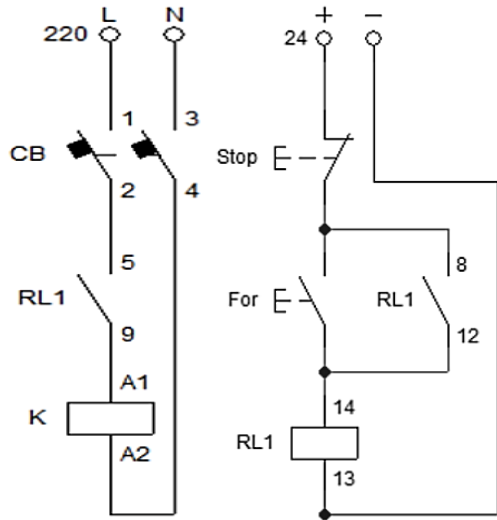 L N + -
220 24
1 3
CB Stop
2 4
5 8
RL1 For RL1
9 12
A1 14
K RL1
A2 13